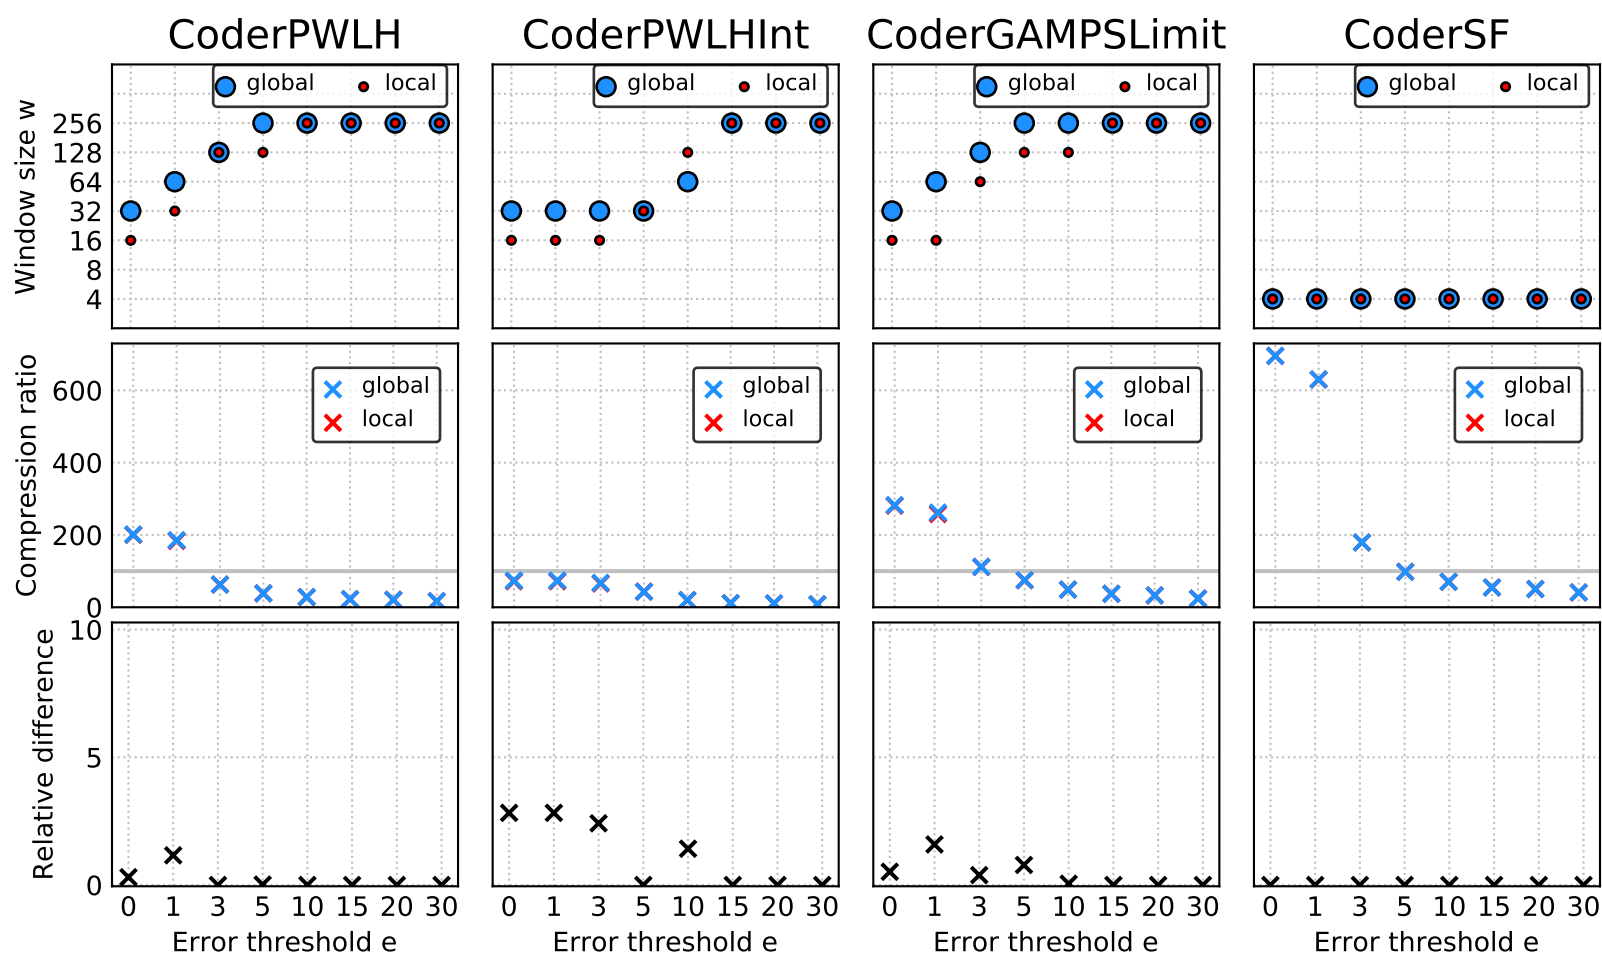 CoderPWLH CoderPWLHInt CoderGAMPSLimit CoderSF
Window size w
256
128
64
32
16
8
4
global local
global local
global local
global local
Compression ratio
600
400
200
0
global
local
global
local
global
local
global
local
Relative difference
10
5
0
0 1 3 5 10 15 20 30
0 1 3 5 10 15 20 30
0 1 3 5 10 15 20 30
0 1 3 5 10 15 20 30
Error threshold e
Error threshold e
Error threshold e
Error threshold e